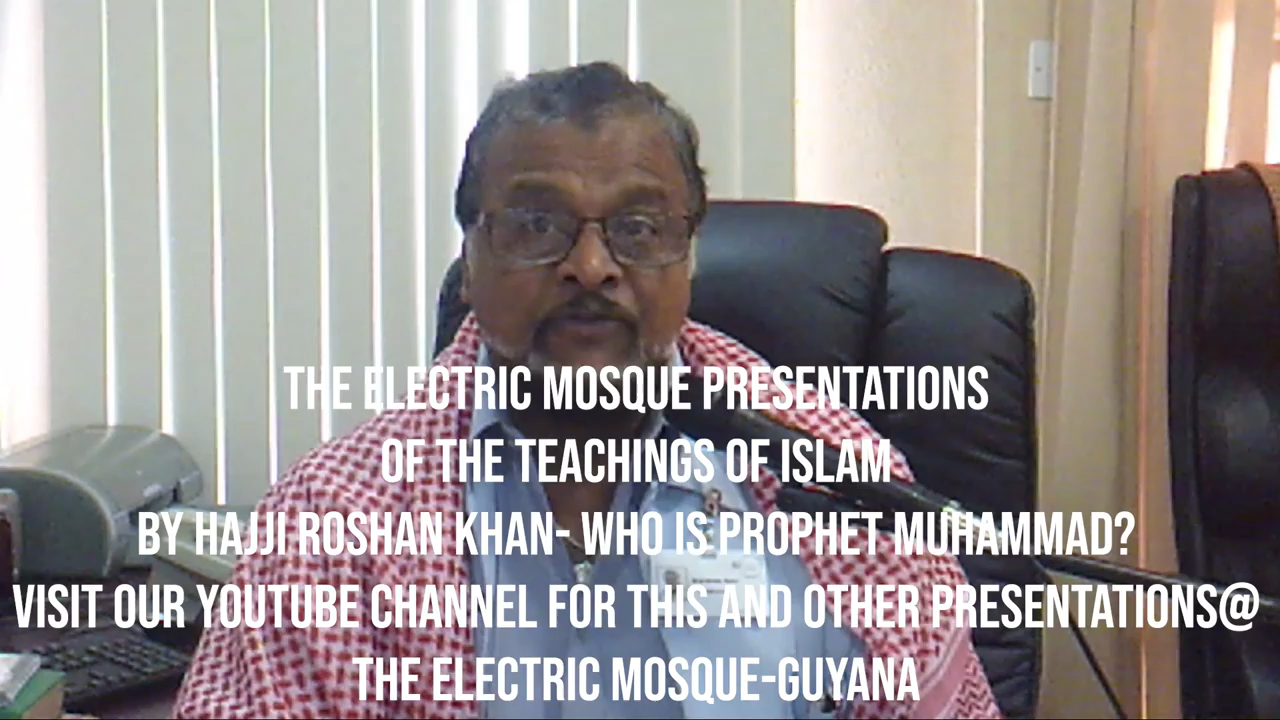 THE ELECTRIC MOSQUE PRESENTATIONS
OF THE TEACHINGS OF ISLAM
BY HAJJI ROSHAN KHAN- WHO IS PROPHET MUHAMMAD?
VISIT OUR YOUTUBE CHANNEL FOR THIS AND OTHER PRESENTATIONS@
THE ELECTRIC MOSQUE-GUYANA